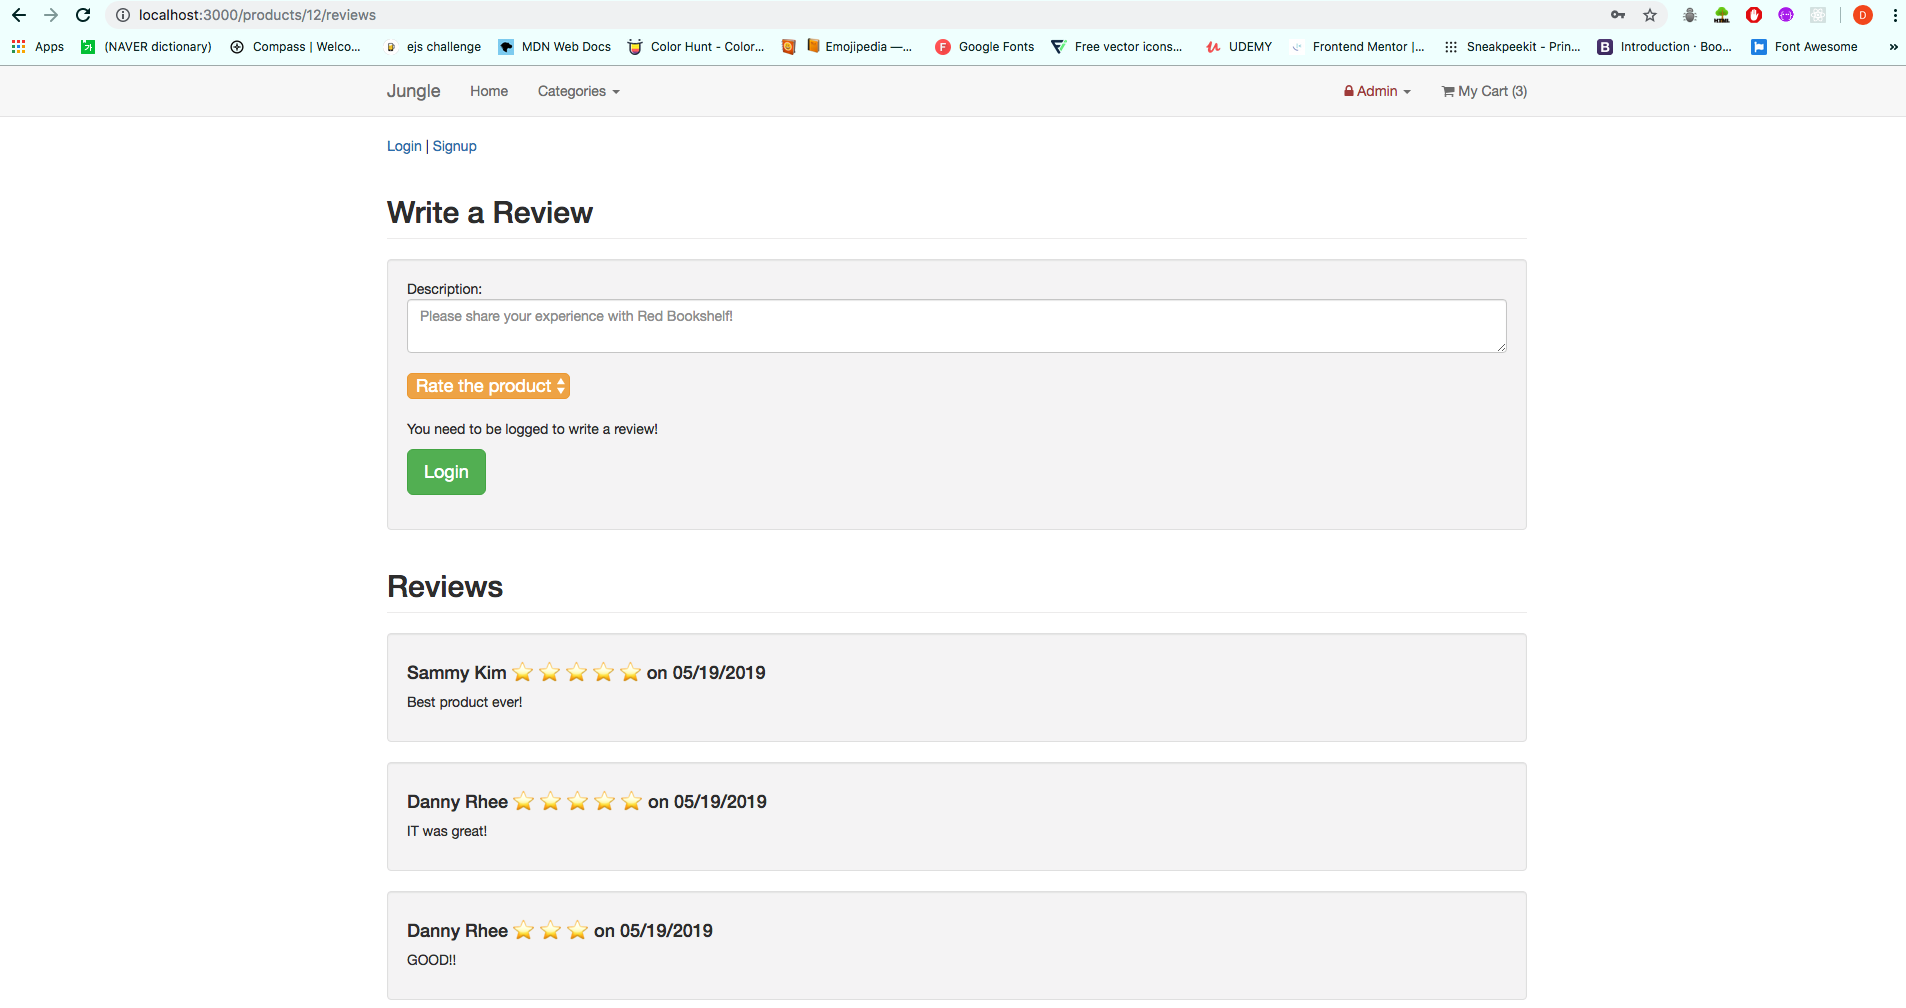 localhost:3000/products/12/reviews
Apps (NAVER dictionary) Compass | Welco... ejs challenge MDN Web Docs Color Hunt - Color... Emojipedia —... Google Fonts Free vector icons... UDEMY Frontend Mentor |... Sneakpeekit - Prin... Introduction · Boo... Font Awesome »
Jungle Home Categories Admin My Cart (3)
Login | Signup
Write a Review
Description:
Please share your experience with Red Bookshelf!
Rate the product
You need to be logged to write a review!
Login
Reviews
Sammy Kim ⭐ ⭐ ⭐ ⭐ ⭐ on 05/19/2019
Best product ever!
Danny Rhee ⭐ ⭐ ⭐ ⭐ ⭐ on 05/19/2019
IT was great!
Danny Rhee ⭐ ⭐ ⭐ on 05/19/2019
GOOD!!